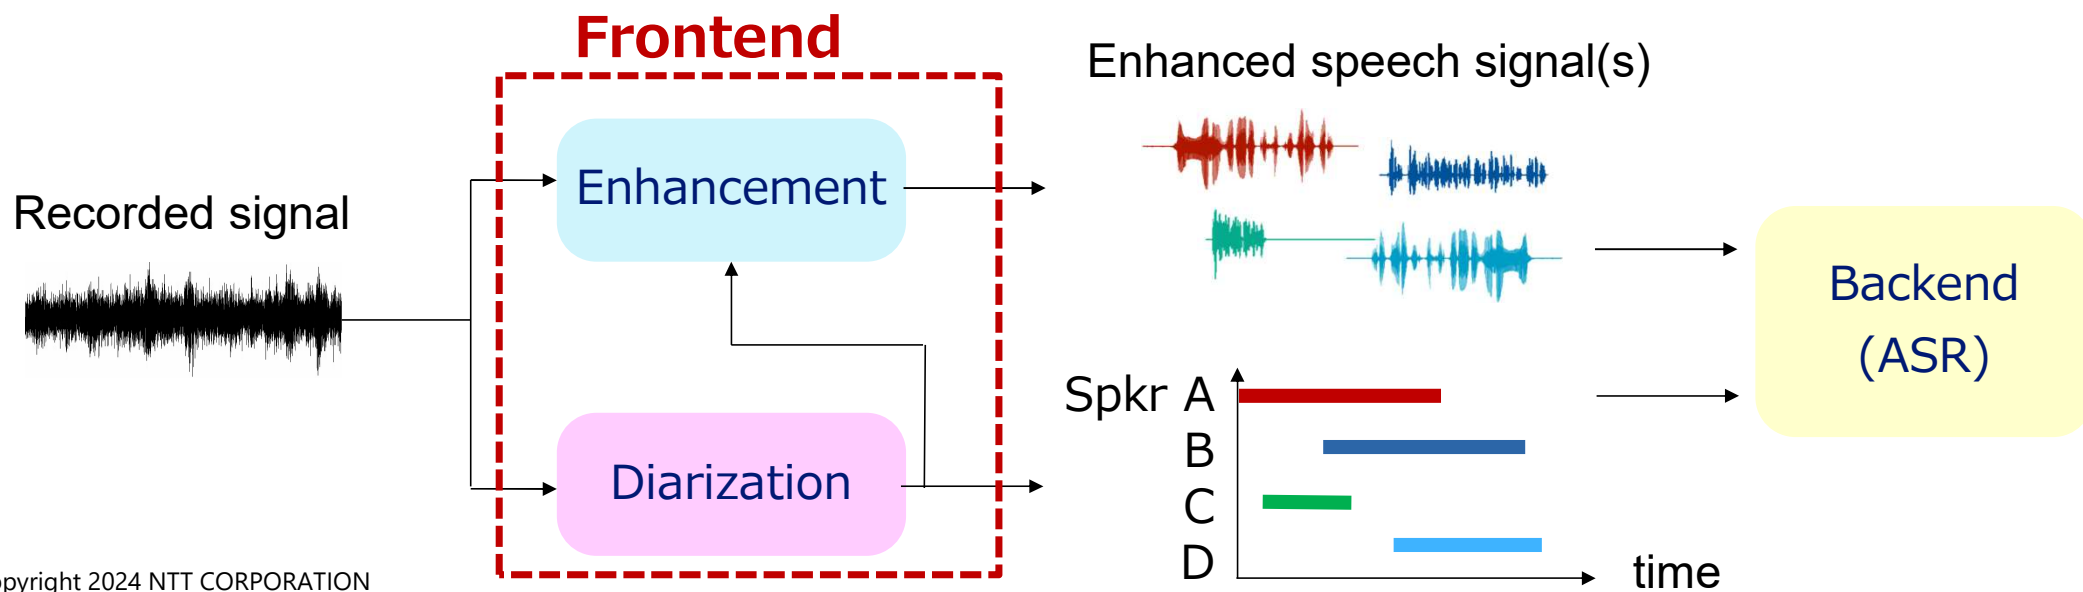 Frontend
Enhanced speech signal(s)
Enhancement
Recorded signal
Backend
(ASR)
Diarization
Spkr A
B
C
D
time
opyright 2024 NTT CORPORATION